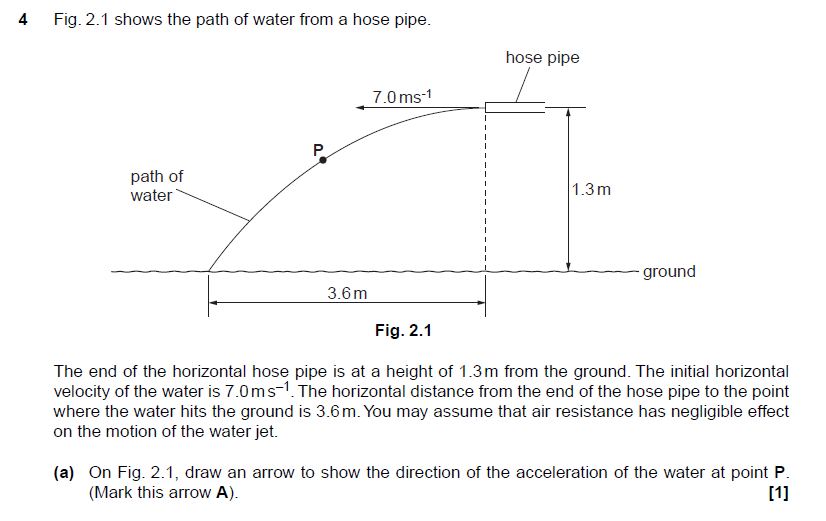 4 Fig. 2.1 shows the path of water from a hose pipe.
hose pipe
7.0 ms⁻¹
P
path of
water
1.3 m
ground
3.6 m
Fig. 2.1
The end of the horizontal hose pipe is at a height of 1.3 m from the ground. The initial horizontal
velocity of the water is 7.0 m s⁻¹. The horizontal distance from the end of the hose pipe to the point
where the water hits the ground is 3.6 m. You may assume that air resistance has negligible effect
on the motion of the water jet.
(a) On Fig. 2.1, draw an arrow to show the direction of the acceleration of the water at point P.
(Mark this arrow A). [1]